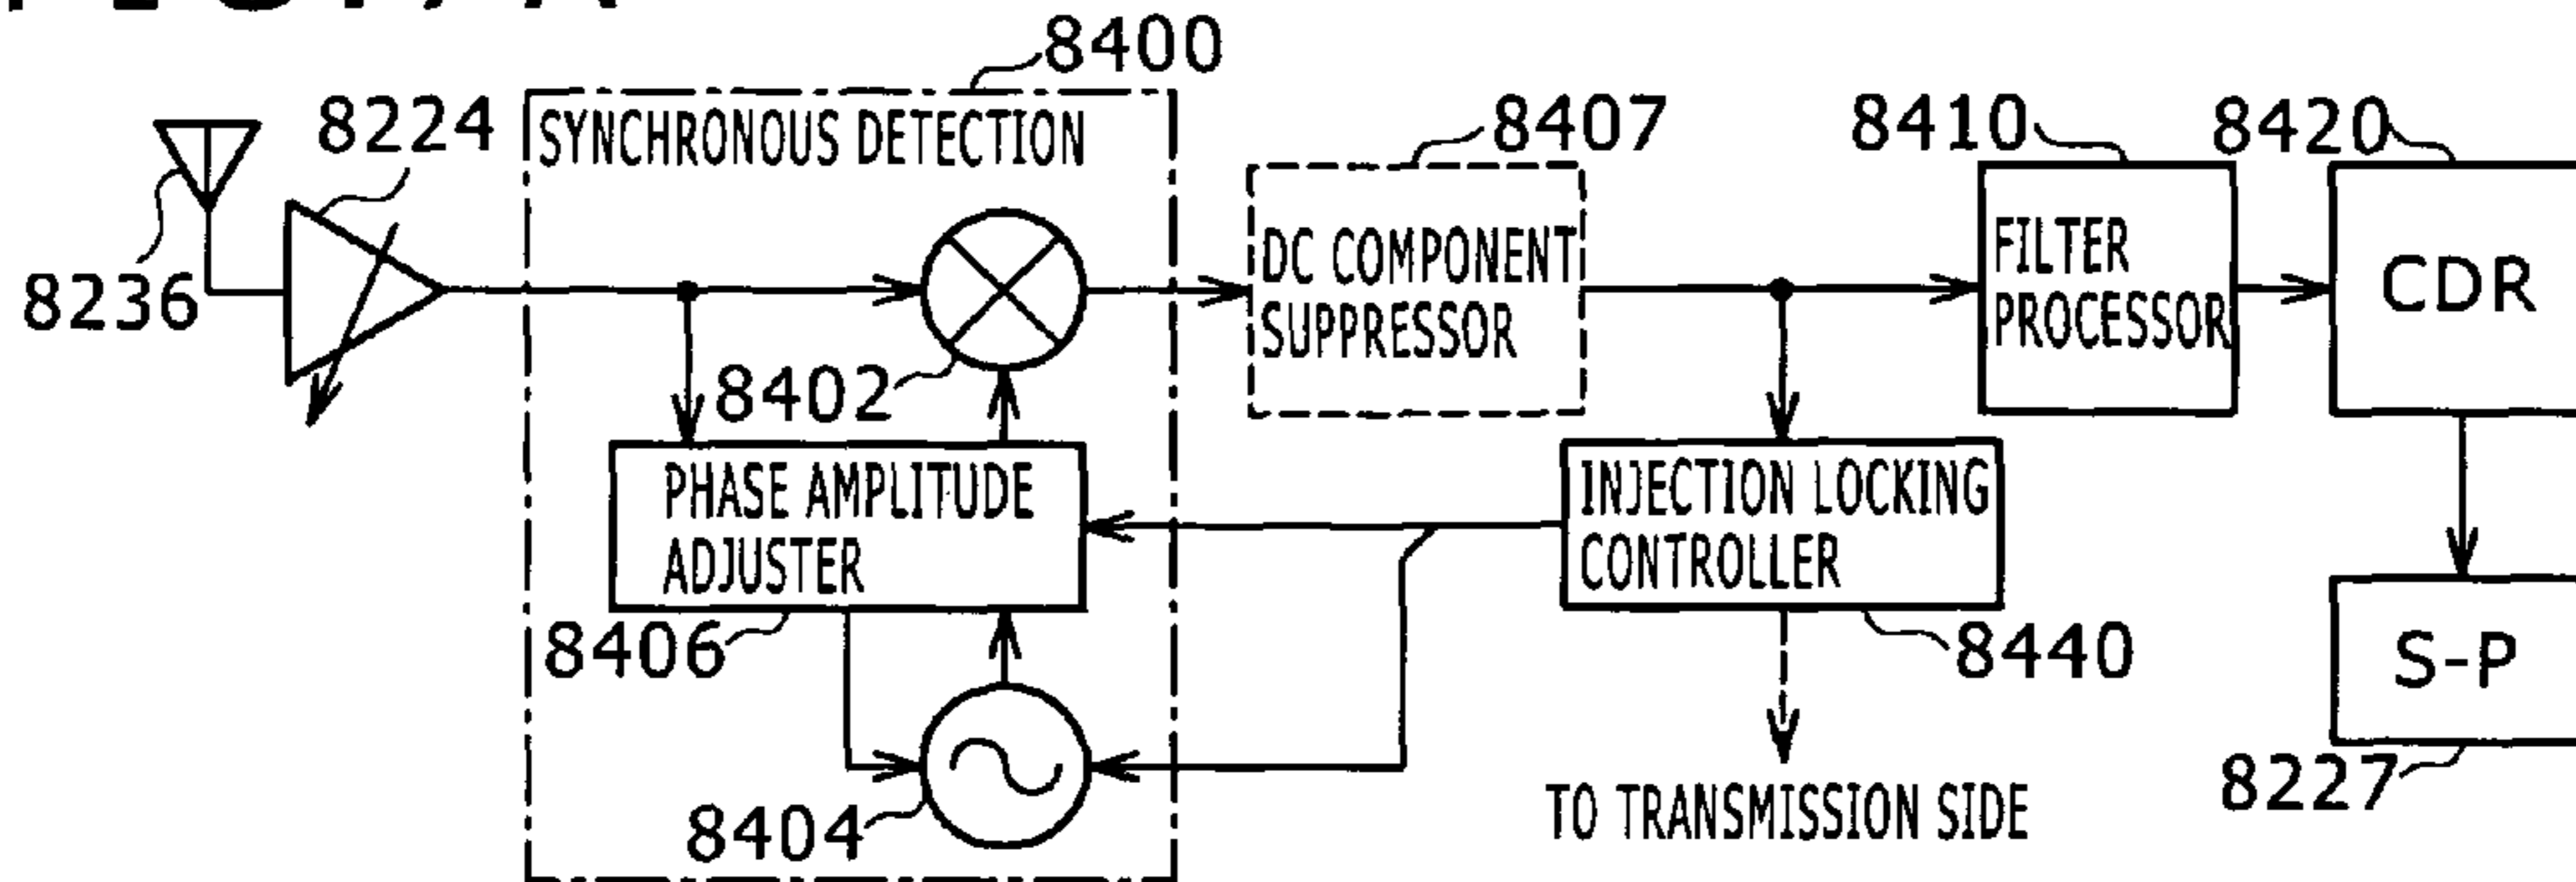 8400
8224
SYNCHRONOUS DETECTION
8407
8410
8420
8236
DC COMPONENT
SUPPRESSOR
FILTER
PROCESSOR
CDR
8402
PHASE AMPLITUDE
ADJUSTER
INJECTION LOCKING
CONTROLLER
8406
8440
S-P
8404
TO TRANSMISSION SIDE
8227